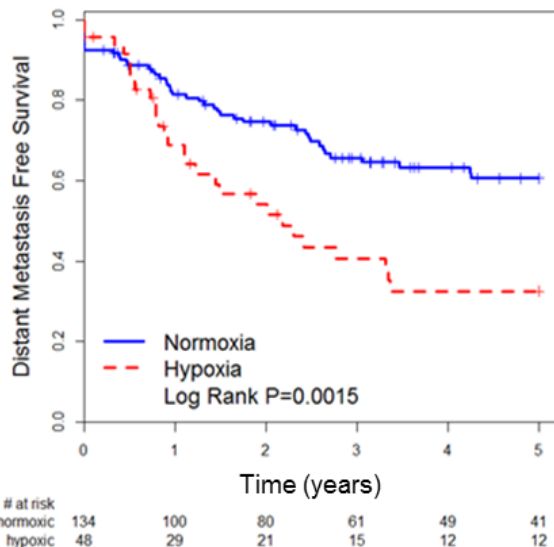 1.0
0.8
0.6
0.4
0.2
0.0
Distant Metastasis Free Survival
Normoxia
Hypoxia
Log Rank P=0.0015
0 1 2 3 4 5
Time (years)
# at risk
normoxic 134 100 80 61 49 41
hypoxic 48 29 21 15 12 12